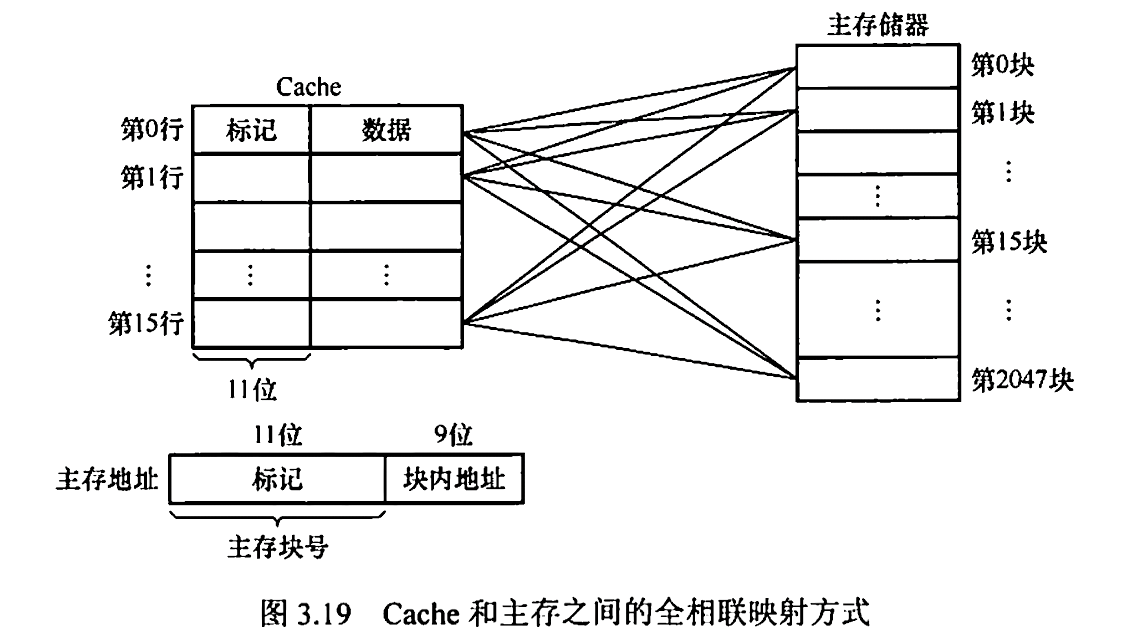 主存储器
第0块
Cache
第1块
第0行 标记 数据
第1行
⋮
⋮
第15块
⋮ ⋮ ⋮
⋮ ⋮
第15行
第2047块
11位
11位 9位
主存地址 标记 块内地址
主存块号
图 3.19 Cache 和主存之间的全相联映射方式